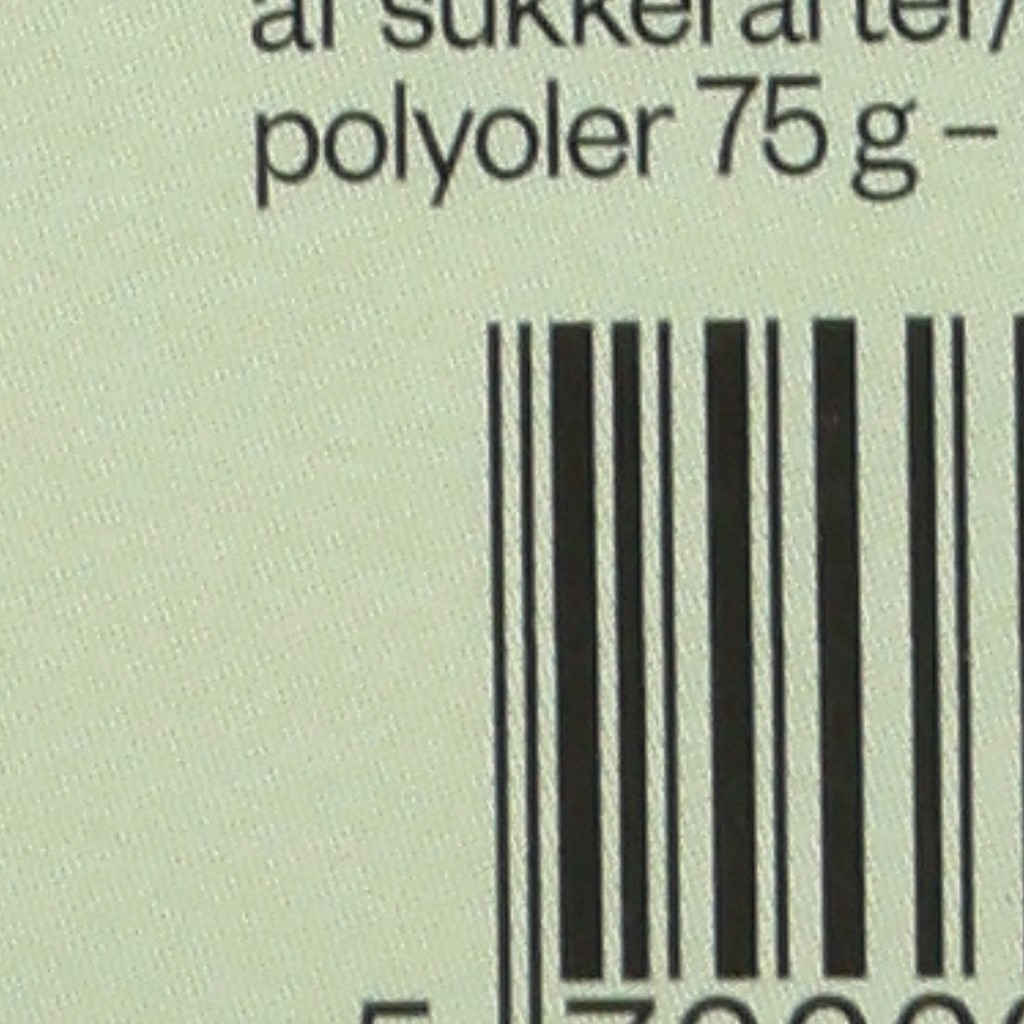 af sukkerarter/
polyoler 75 g –